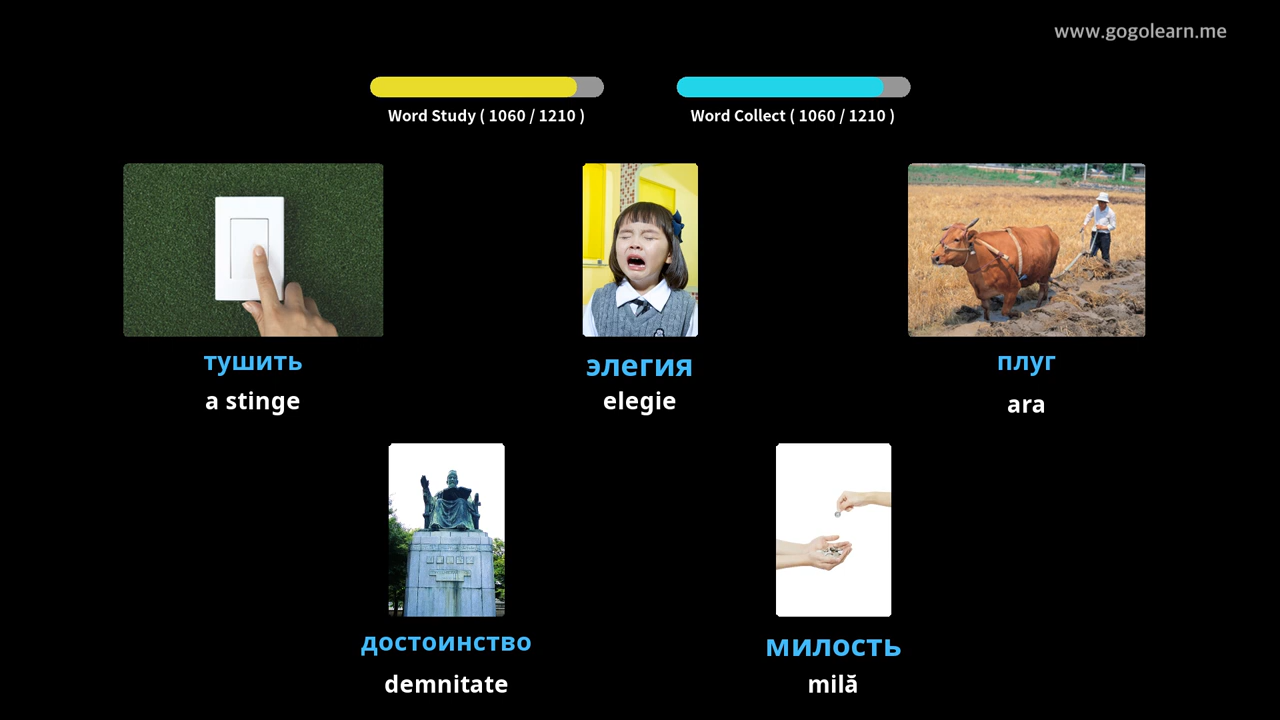 www.gogolearn.me
Word Study ( 1060 / 1210 )
Word Collect ( 1060 / 1210 )
тушить
a stinge
элегия
elegie
плуг
ara
достоинство
demnitate
милость
milă